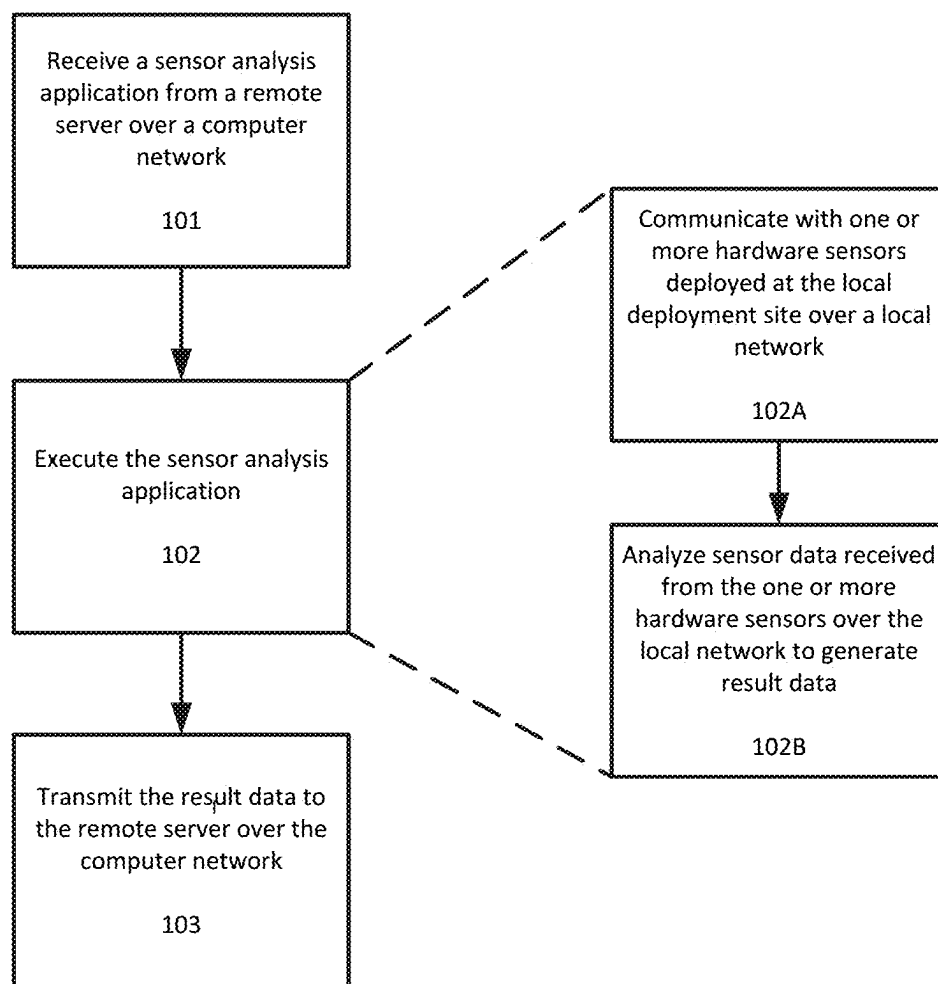 Receive a sensor analysis
application from a remote
server over a computer
network
101
Execute the sensor analysis
application
102
Transmit the result data to
the remote server over the
computer network
103
Communicate with one or
more hardware sensors
deployed at the local
deployment site over a local
network
102A
Analyze sensor data received
from the one or more
hardware sensors over the
local network to generate
result data
102B